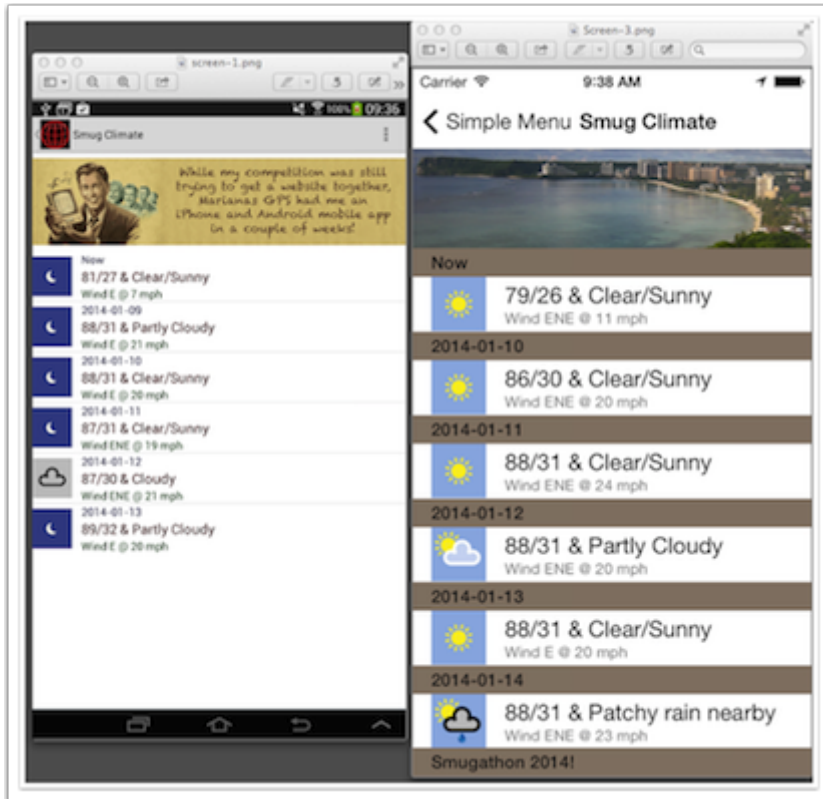 screen-1.png
100% 09:36
Smug Climate
While my competition was still
trying to get a website together,
Marianas GPS had me an
iPhone and Android mobile app
in a couple of weeks!
Now
81/27 & Clear/Sunny
Wind E @ 7 mph
2014-01-09
88/31 & Partly Cloudy
Wind E @ 21 mph
2014-01-10
88/31 & Clear/Sunny
Wind E @ 20 mph
2014-01-11
87/31 & Clear/Sunny
Wind ENE @ 19 mph
2014-01-12
87/30 & Cloudy
Wind ENE @ 21 mph
2014-01-13
89/32 & Partly Cloudy
Wind E @ 20 mph
Screen-3.png
Carrier 9:38 AM
Simple Menu Smug Climate
Now
79/26 & Clear/Sunny
Wind ENE @ 11 mph
2014-01-10
86/30 & Clear/Sunny
Wind ENE @ 20 mph
2014-01-11
88/31 & Clear/Sunny
Wind ENE @ 24 mph
2014-01-12
88/31 & Partly Cloudy
Wind ENE @ 20 mph
2014-01-13
88/31 & Clear/Sunny
Wind E @ 20 mph
2014-01-14
88/31 & Patchy rain nearby
Wind ENE @ 23 mph
Smugathon 2014!